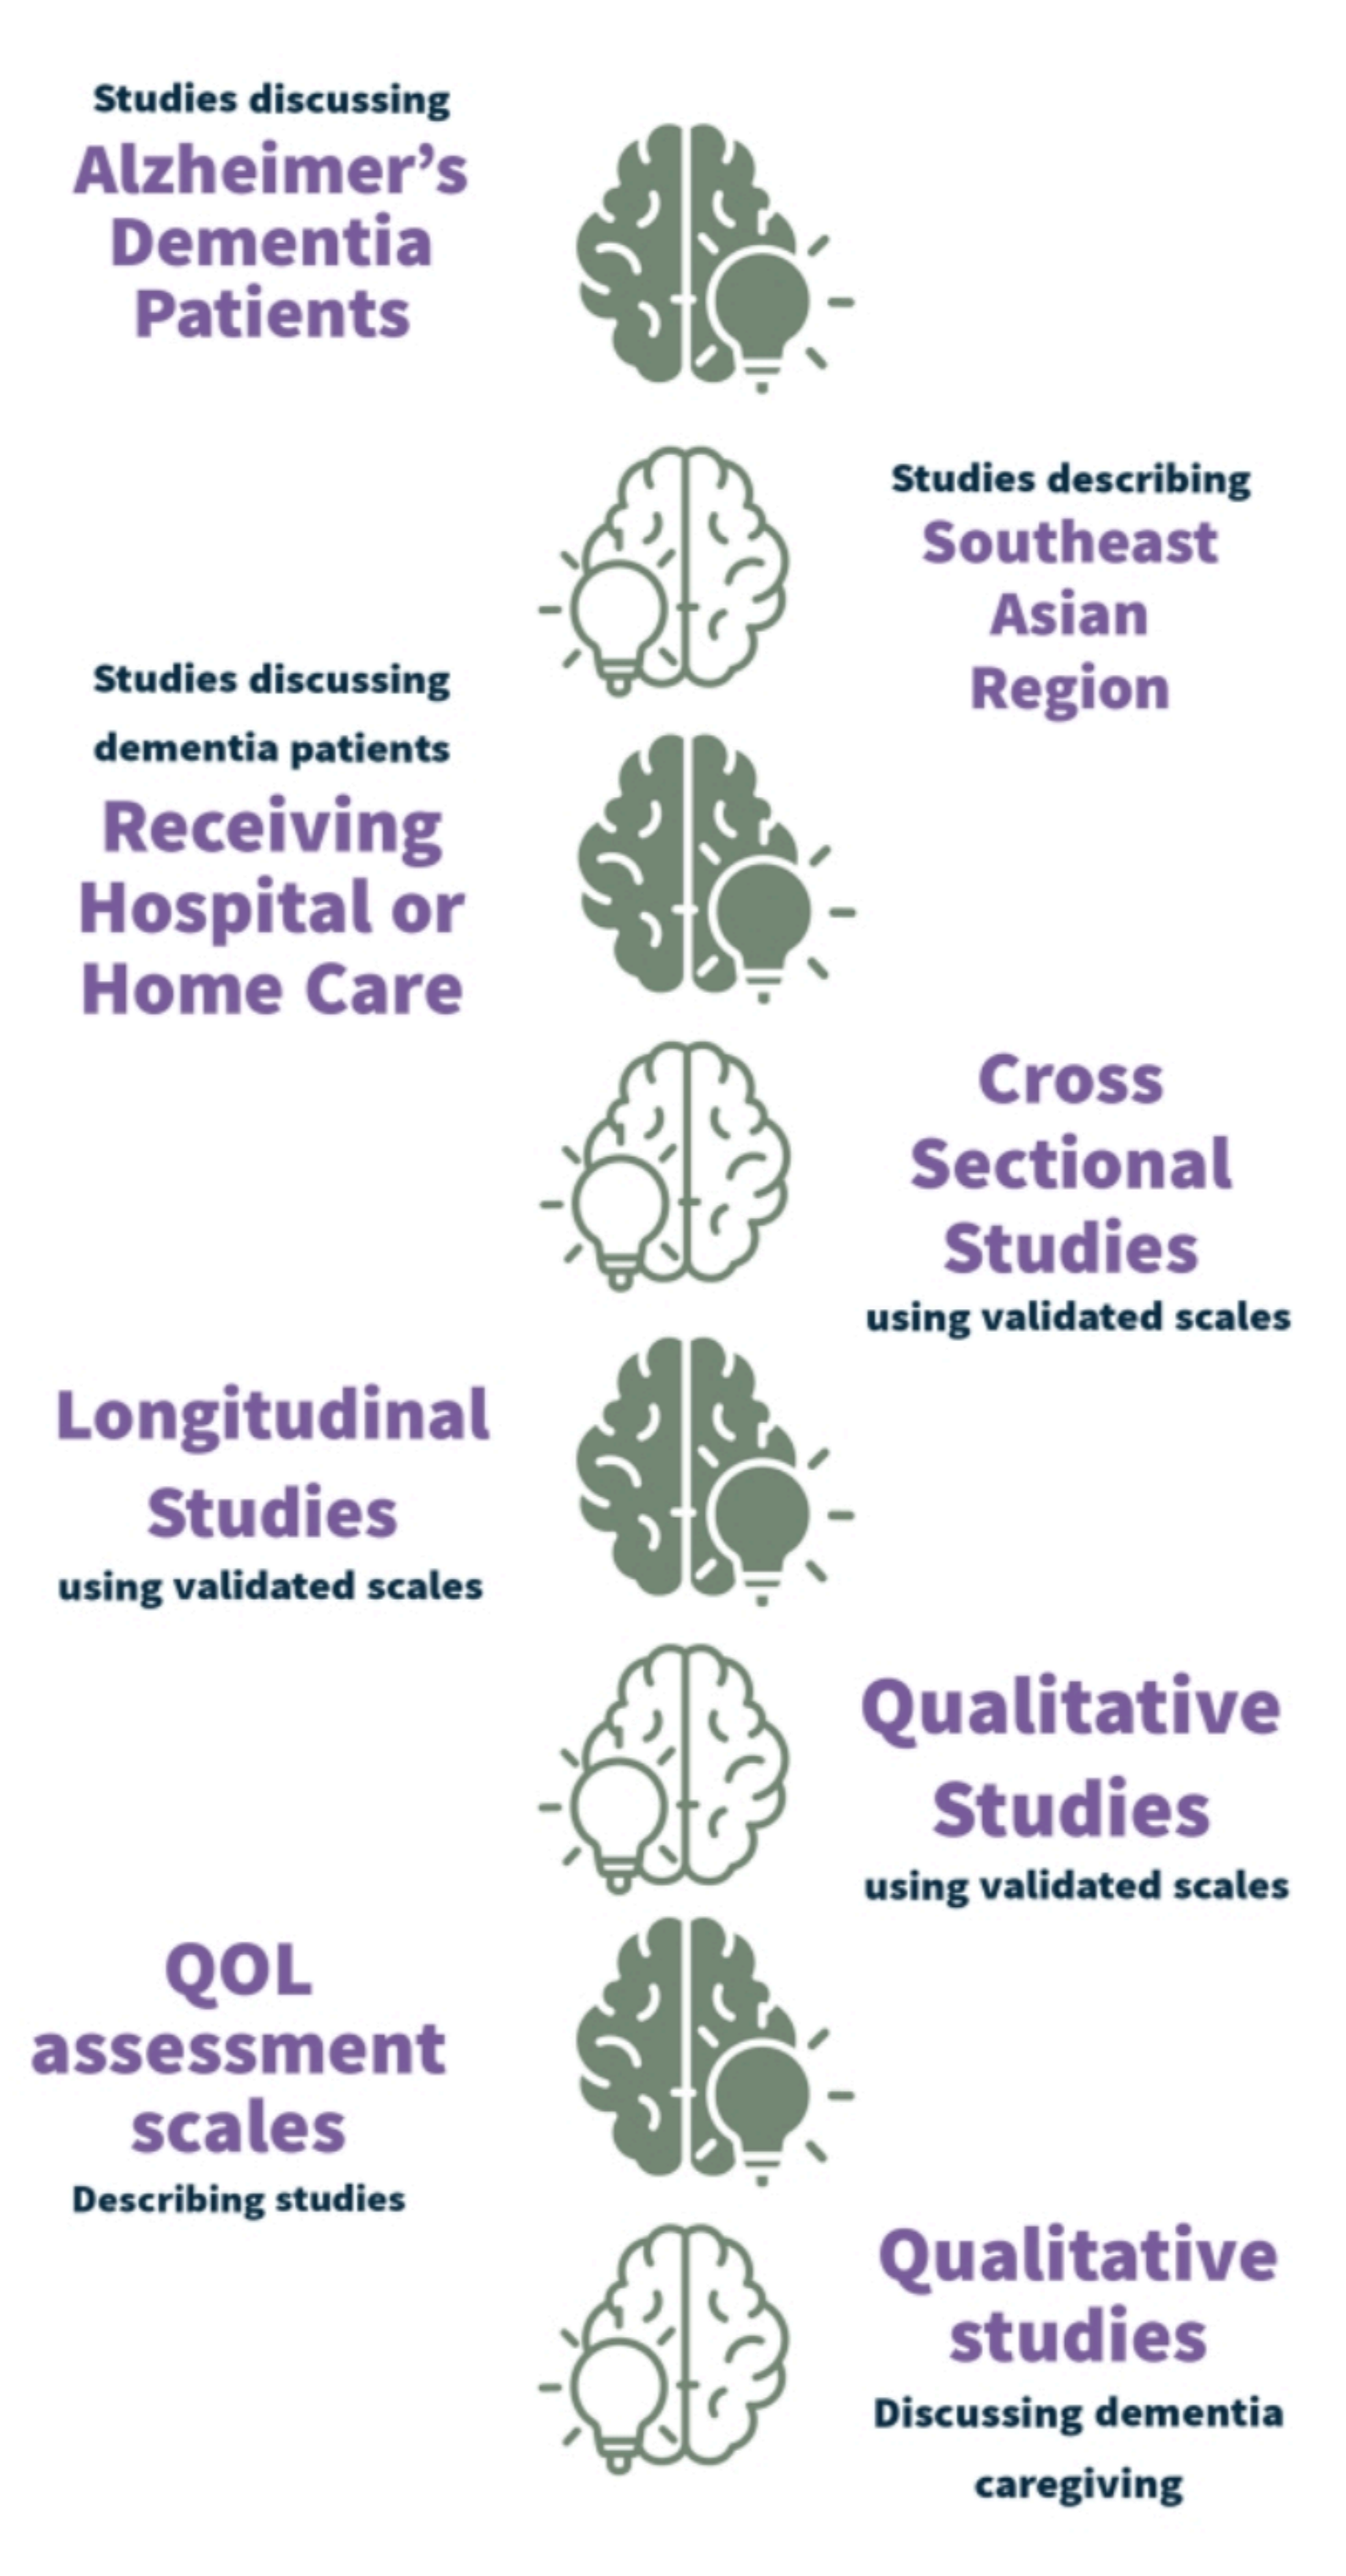 Studies discussing
Alzheimer’s
Dementia
Patients
Studies describing
Southeast
Asian
Region
Studies discussing
dementia patients
Receiving
Hospital or
Home Care
Cross
Sectional
Studies
using validated scales
Longitudinal
Studies
using validated scales
Qualitative
Studies
using validated scales
QOL
assessment
scales
Describing studies
Qualitative
studies
Discussing dementia
caregiving